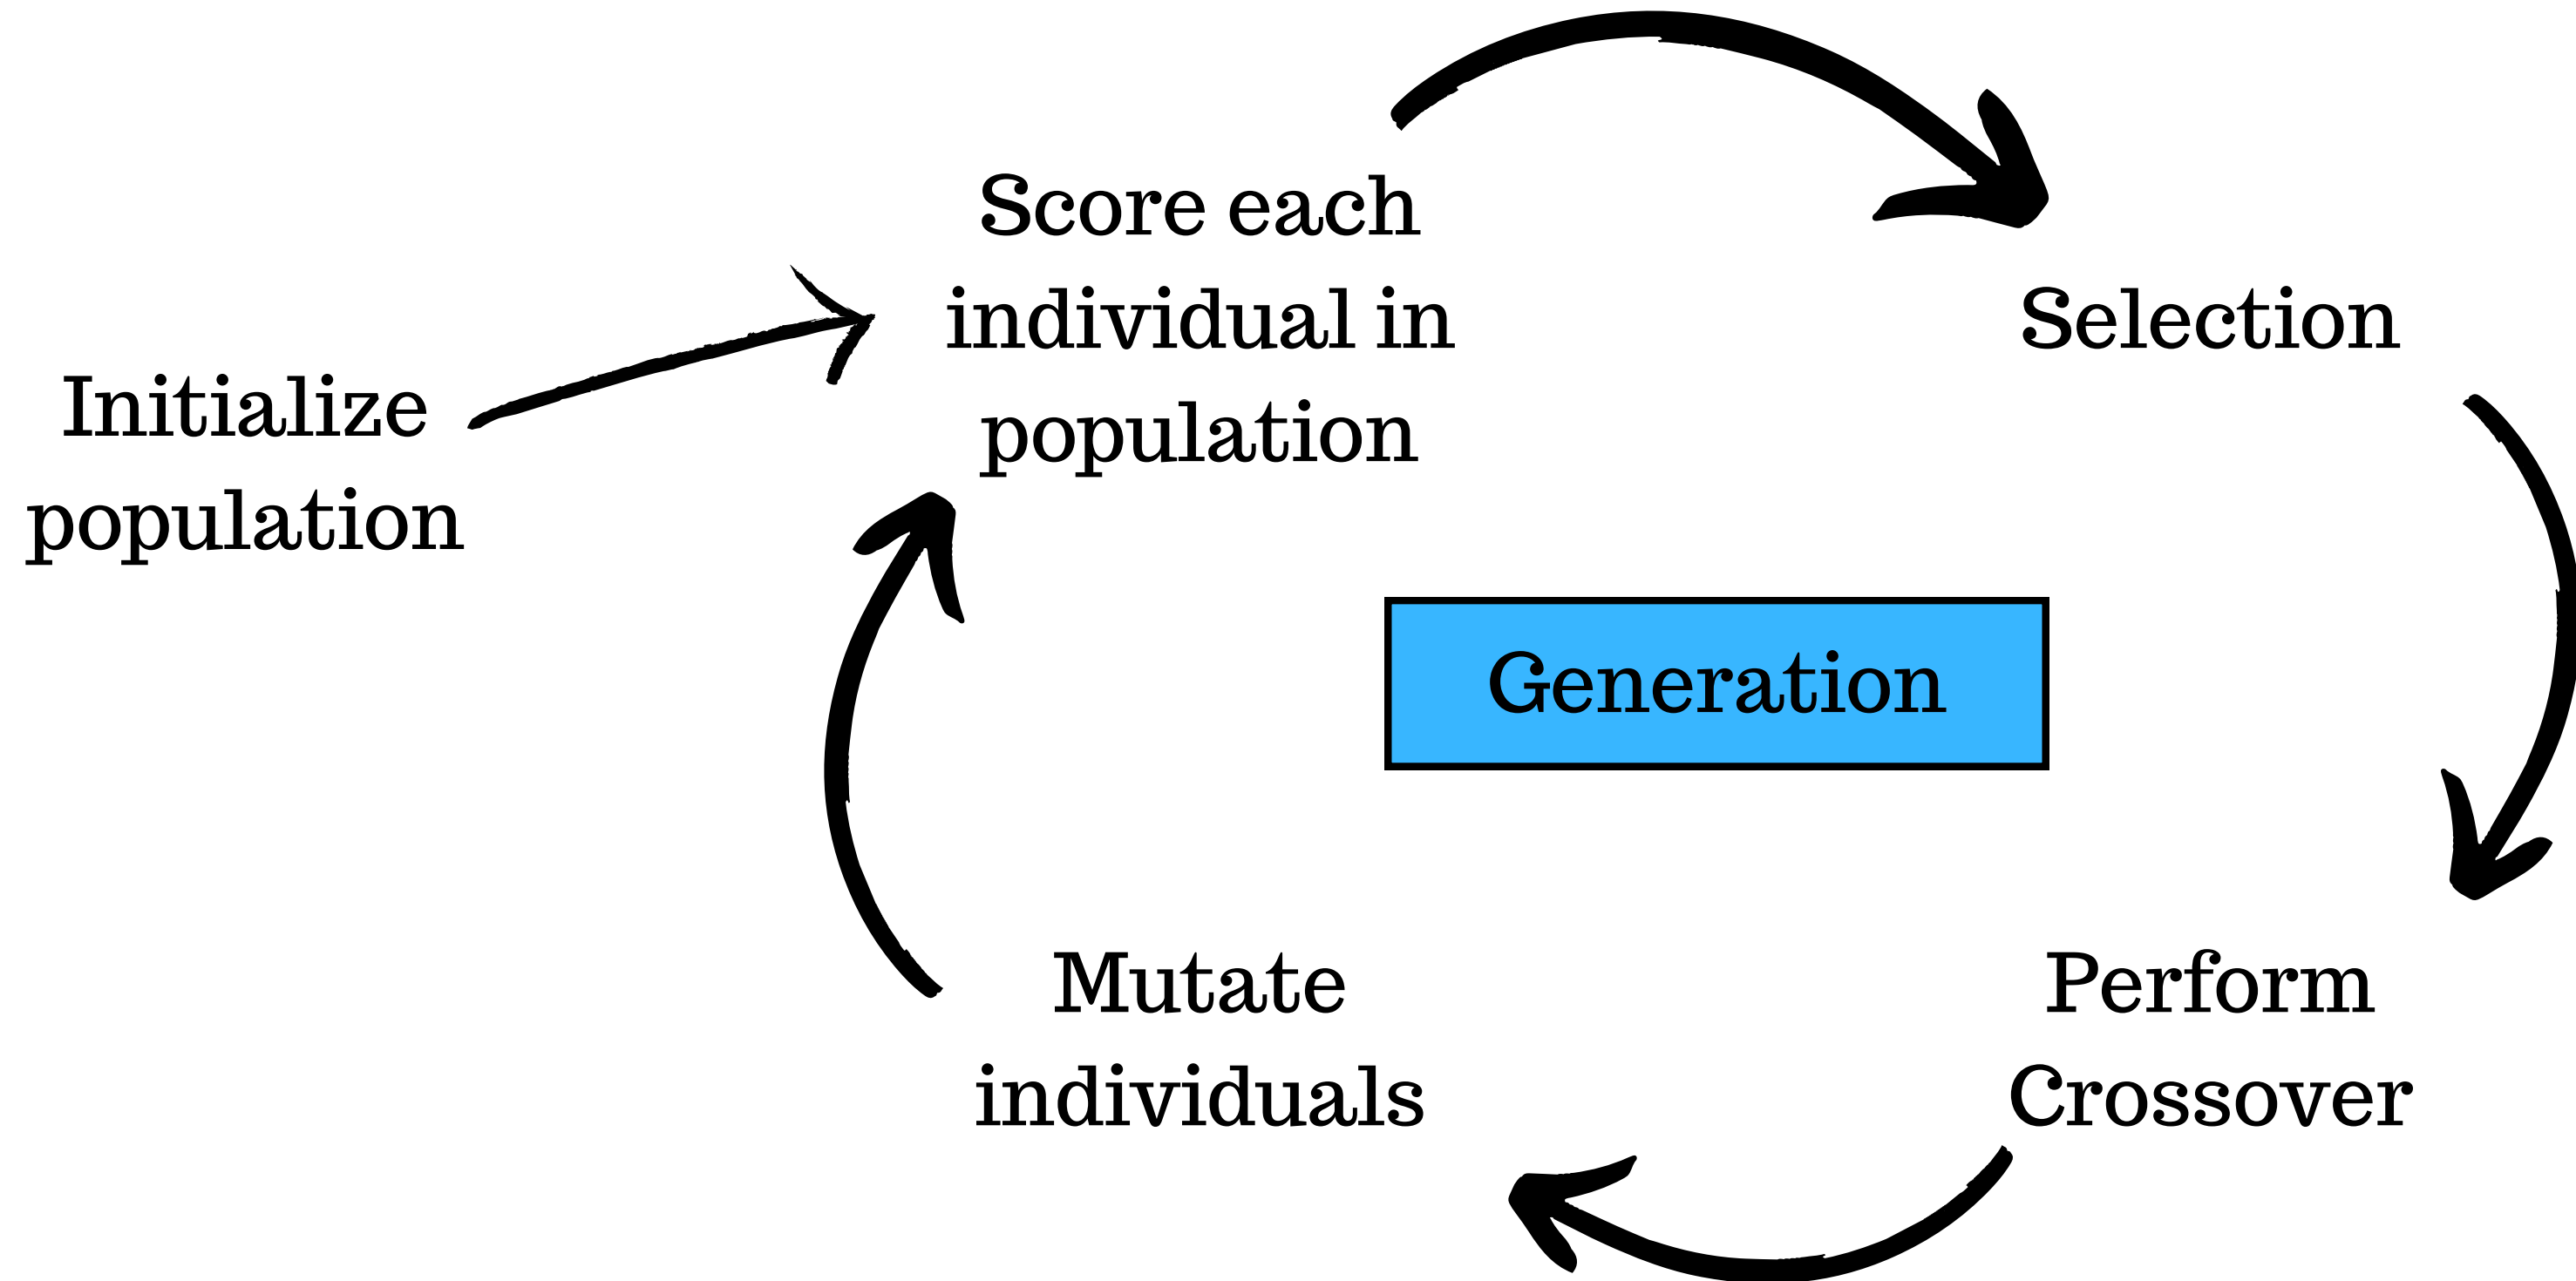 Initialize
population
Score each
individual in
population
Selection
Generation
Perform
Crossover
Mutate
individuals